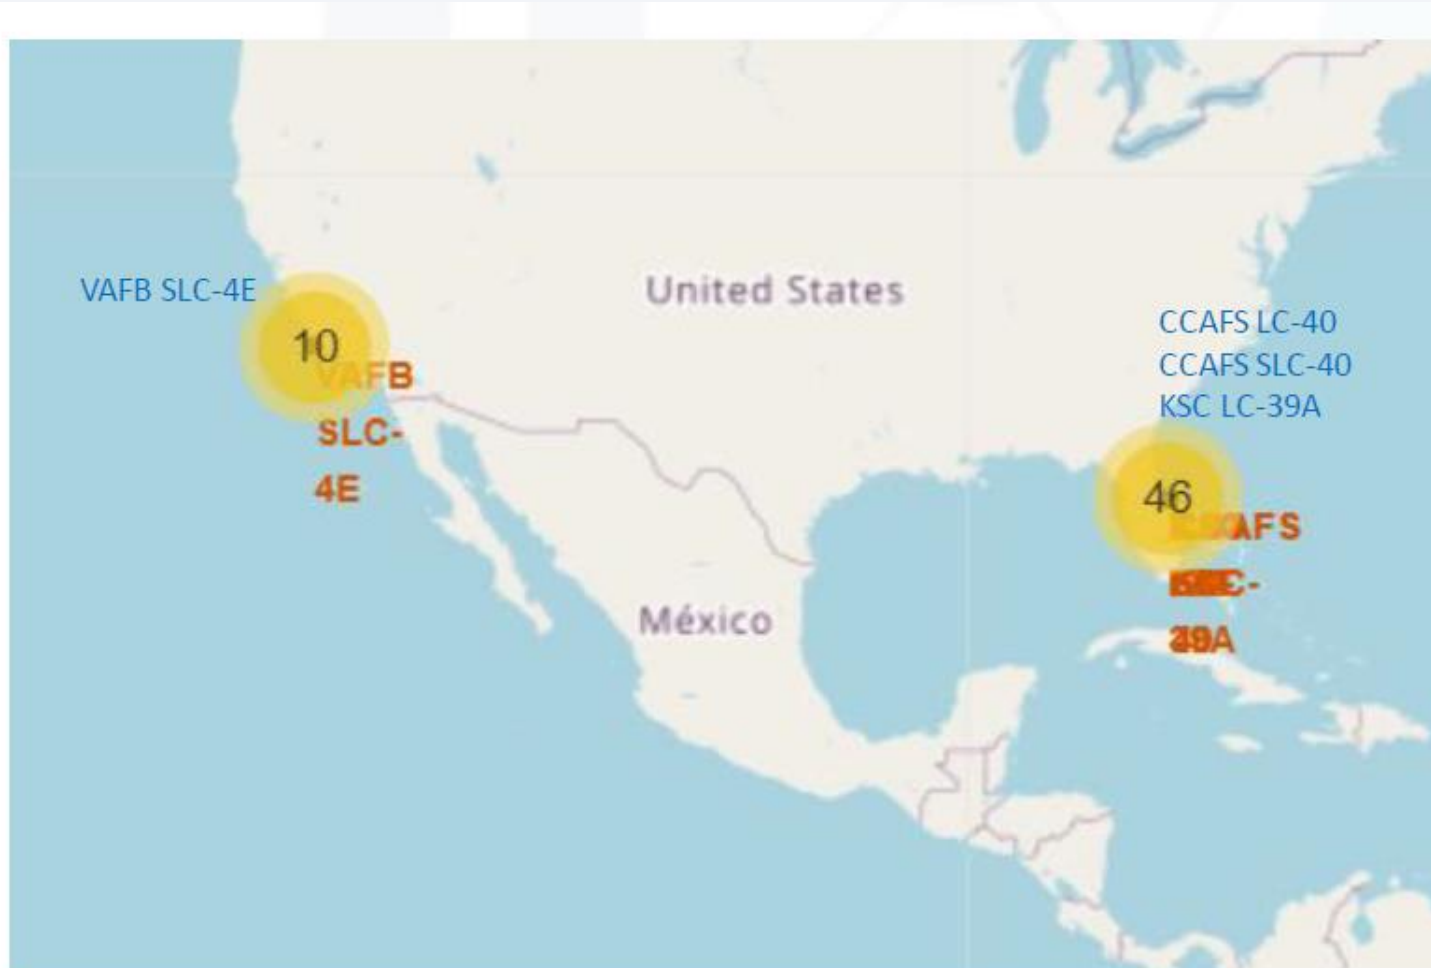 VAFB SLC-4E
United States
CCAFS LC-40
CCAFS SLC-40
KSC LC-39A
10
VAFB
SLC-
4E
46
México